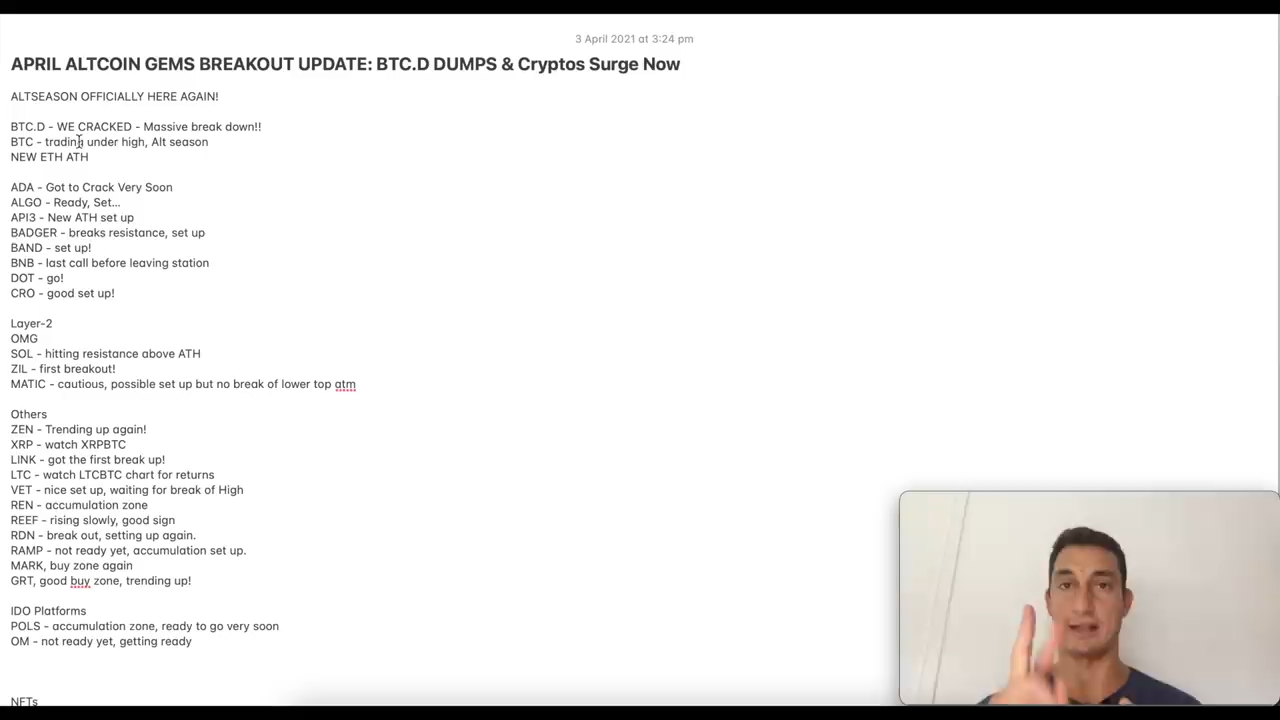 3 April 2021 at 3:24 pm
APRIL ALTCOIN GEMS BREAKOUT UPDATE: BTC.D DUMPS & Cryptos Surge Now
ALTSEASON OFFICIALLY HERE AGAIN!
BTC.D - WE CRACKED - Massive break down!!
BTC - trading under high, Alt season
NEW ETH ATH
ADA - Got to Crack Very Soon
ALGO - Ready, Set...
API3 - New ATH set up
BADGER - breaks resistance, set up
BAND - set up!
BNB - last call before leaving station
DOT - go!
CRO - good set up!
Layer-2
OMG
SOL - hitting resistance above ATH
ZIL - first breakout!
MATIC - cautious, possible set up but no break of lower top atm
Others
ZEN - Trending up again!
XRP - watch XRPBTC
LINK - got the first break up!
LTC - watch LTCBTC chart for returns
VET - nice set up, waiting for break of High
REN - accumulation zone
REEF - rising slowly, good sign
RDN - break out, setting up again.
RAMP - not ready yet, accumulation set up.
MARK, buy zone again
GRT, good buy zone, trending up!
IDO Platforms
POLS - accumulation zone, ready to go very soon
OM - not ready yet, getting ready
NFTs